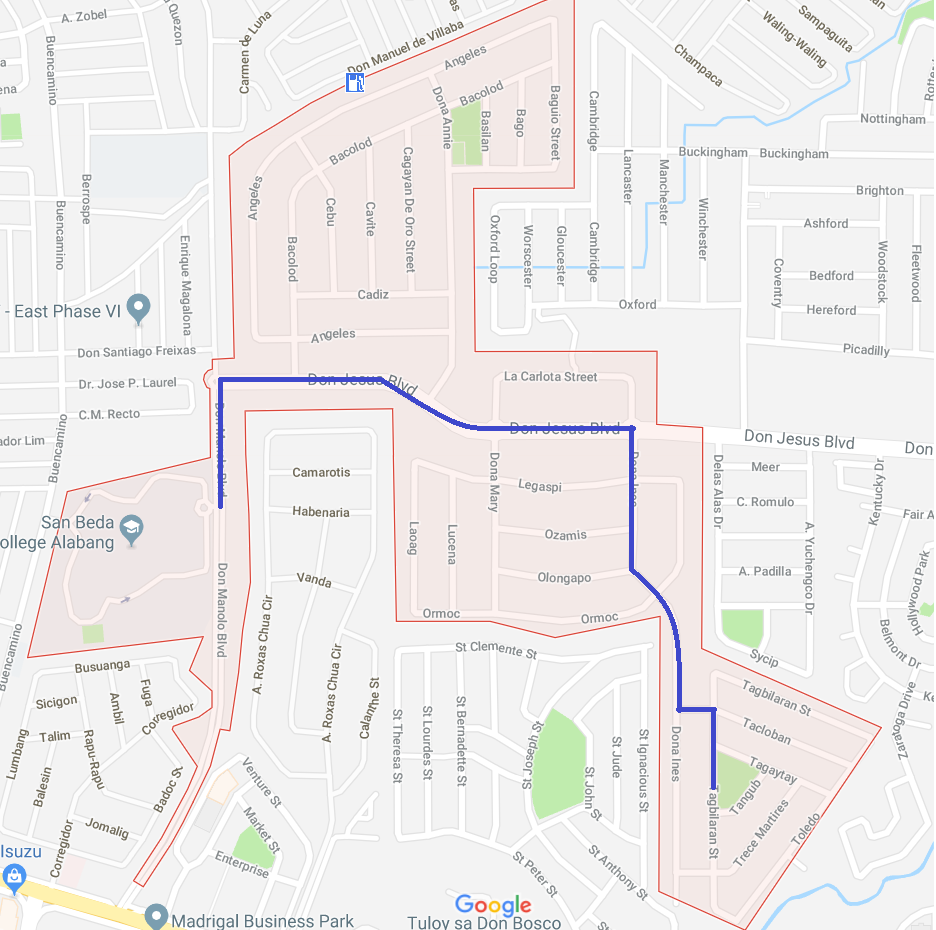 A. Zobel
Quezon
Carmen de Luna
Don Manuel de Villaba
Sampaguita
Waling-Waling
Champaca
Buencamino
Angeles
Bacolod
Dona Annie
Basilan
Bago
Baguio Street
Cambridge
Nottingham
Buckingham
Buckingham
Bacolod
Lancaster
Manchester
Cagayan De Oro Street
Berrospe
Angeles
Cebu
Cavite
Brighton
Buencamino
Oxford Loop
Worscester
Gloucester
Cambridge
Winchester
Ashford
Enrique Magalona
Bacolod
Woodstock
Fleetwood
Coventry
Bedford
Cadiz
Oxford
- East Phase VI
Hereford
Angeles
Picadilly
Don Santiago Freixas
La Carlota Street
Dr. Jose P. Laurel
Don Jesus Blvd
C.M. Recto
Don Manolo Blvd
Don Jesus Blvd
Don Jesus Blvd
Don
ador Lim
Buencamino
Dona Mary
Dona Ines
Delas Alas Dr
Meer
Camarotis
Legaspi
Kentucky Dr.
C. Romulo
San Beda
ollege Alabang
Habenaria
Laoag
Lucena
Ozamis
A. Yuchengco Dr
Fair A
Don Manolo Blvd
Vanda
Olongapo
A. Padilla
Hollywood Park
A. Roxas Chua Cir
Ormoc
Ormoc
Belmont Dr
Buencamino
A. Roxas Chua Cir
St Clemente St
Sycip
Busuanga
Sicigon
Ambil
Fuga
Corregidor
Calanthe St
St Theresa St
St Lourdes St
St Bernadette St
St Joseph St
St Jude
St Ignacious St
St John St
Dona Ines
Tagbilaran St
Tacloban
Tagaytay
Tangub
Saratoga Drive
Ke
Lumbang
Talim
Balesin
Rapu-Rapu
Badoc St
Venture St
Market St
Tagbilaran St
Trece Martires
Toledo
Jomalig
Corregidor
Enterprise
Isuzu
St Peter St
St Anthony St
Google
Madrigal Business Park
Tuloy sa Don Bosco